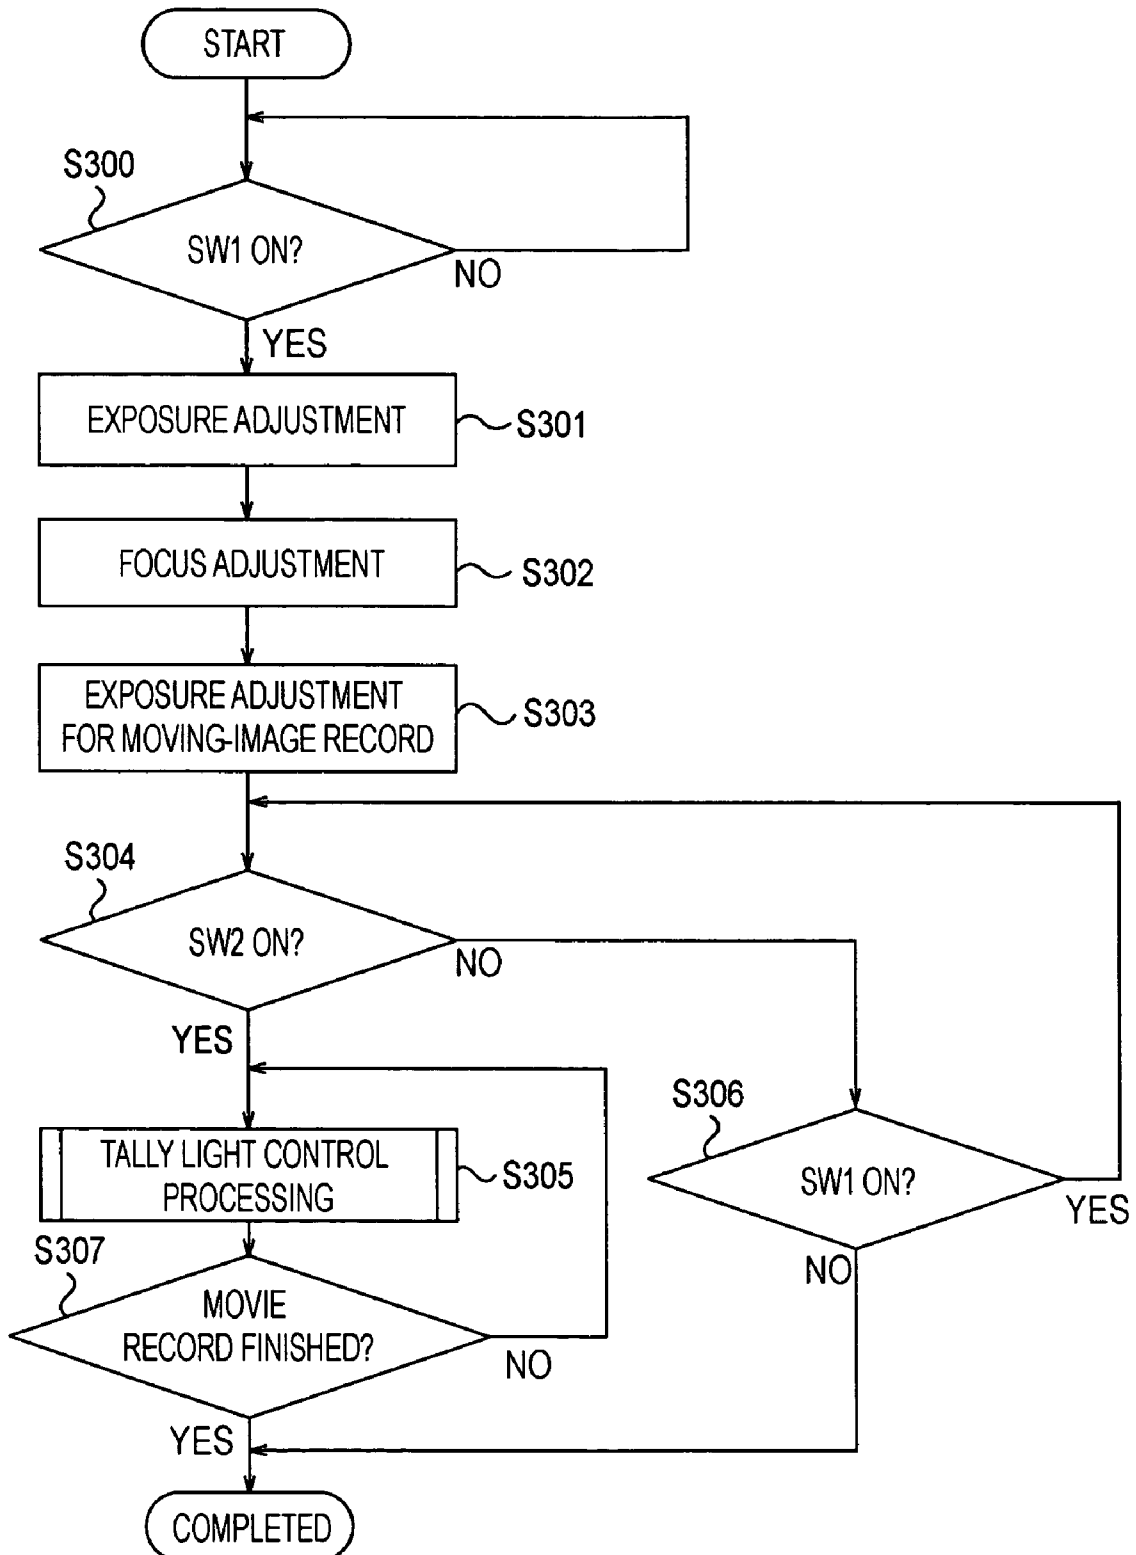 START
S300
SW1 ON?
NO
YES
EXPOSURE ADJUSTMENT
S301
FOCUS ADJUSTMENT
S302
EXPOSURE ADJUSTMENT
FOR MOVING-IMAGE RECORD
S303
S304
SW2 ON?
NO
YES
S306
SW1 ON?
YES
NO
TALLY LIGHT CONTROL
PROCESSING
S305
S307
MOVIE
RECORD FINISHED?
NO
YES
COMPLETED